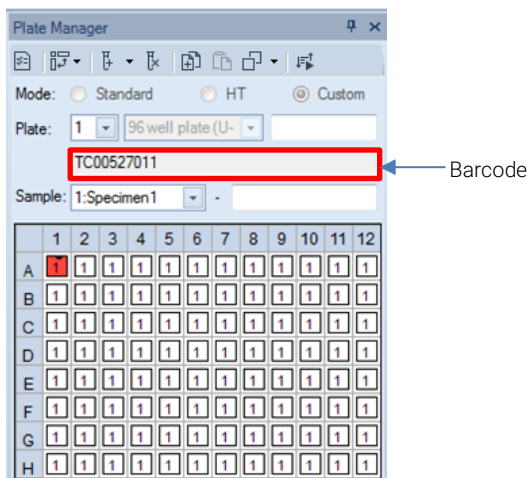 Plate Manager
Mode: Standard HT Custom
Plate: 1 96 well plate (U-
TC00527011
Barcode
Sample: 1:Specimen1 -
1 2 3 4 5 6 7 8 9 10 11 12
A 1 1 1 1 1 1 1 1 1 1 1 1
B 1 1 1 1 1 1 1 1 1 1 1 1
C 1 1 1 1 1 1 1 1 1 1 1 1
D 1 1 1 1 1 1 1 1 1 1 1 1
E 1 1 1 1 1 1 1 1 1 1 1 1
F 1 1 1 1 1 1 1 1 1 1 1 1
G 1 1 1 1 1 1 1 1 1 1 1 1
H 1 1 1 1 1 1 1 1 1 1 1 1